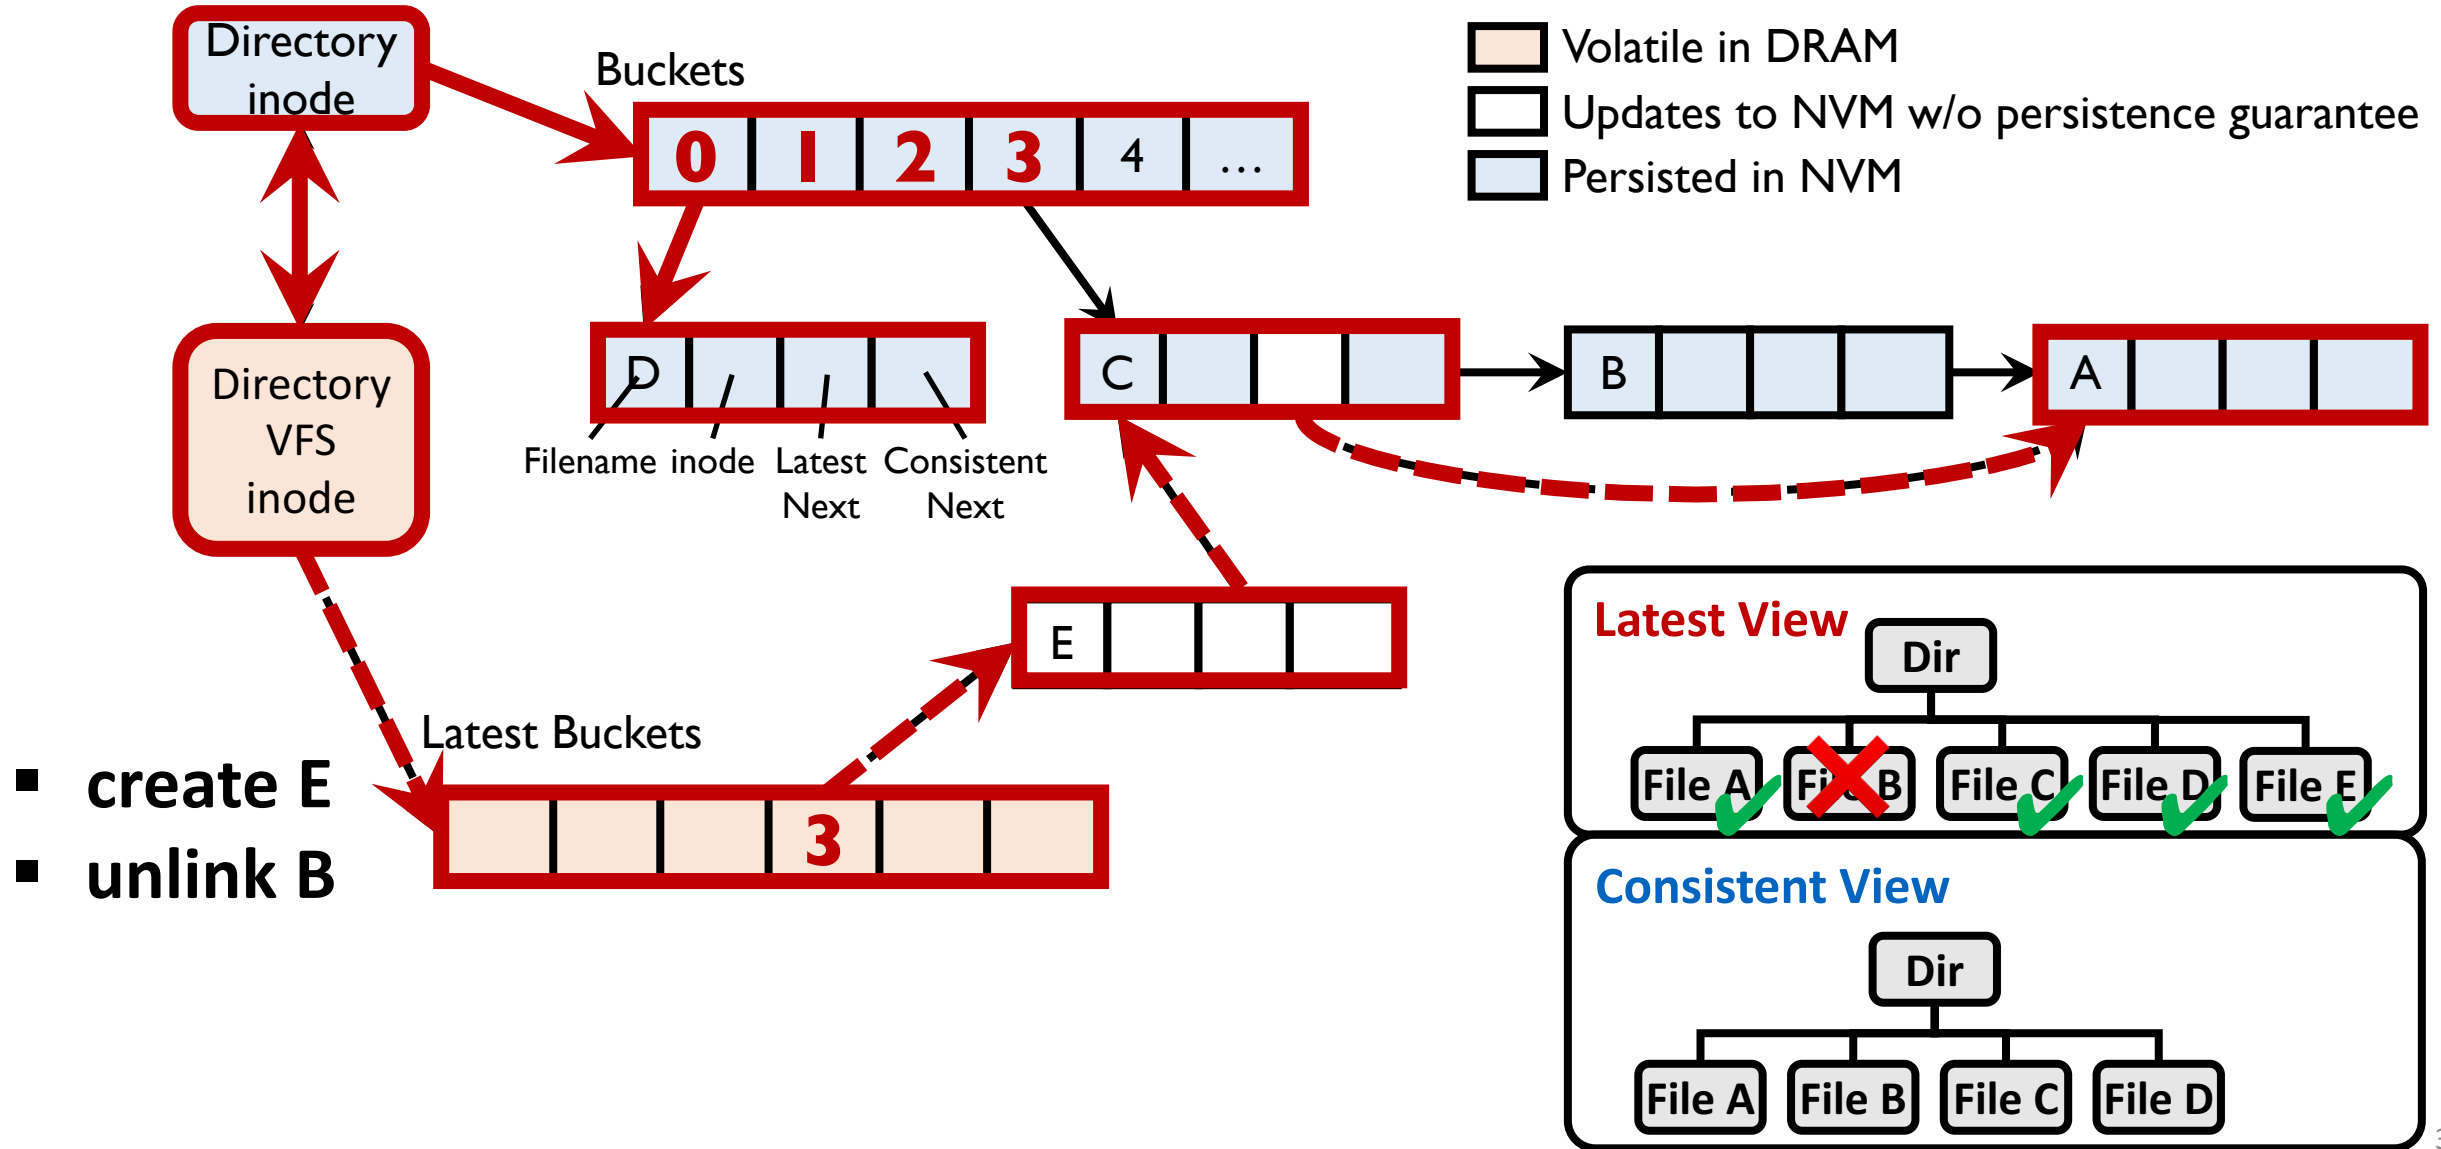 Directory
inode
Buckets
Volatile in DRAM
Updates to NVM w/o persistence guarantee
Persisted in NVM
0 1 2 3 4 ...
Directory
VFS
inode
D
C
B
A
Filename inode Latest Next Consistent Next
E
Latest Buckets
3
▪ create E
▪ unlink B
Latest View
Dir
File A File B File C File D File E
Consistent View
Dir
File A File B File C File D